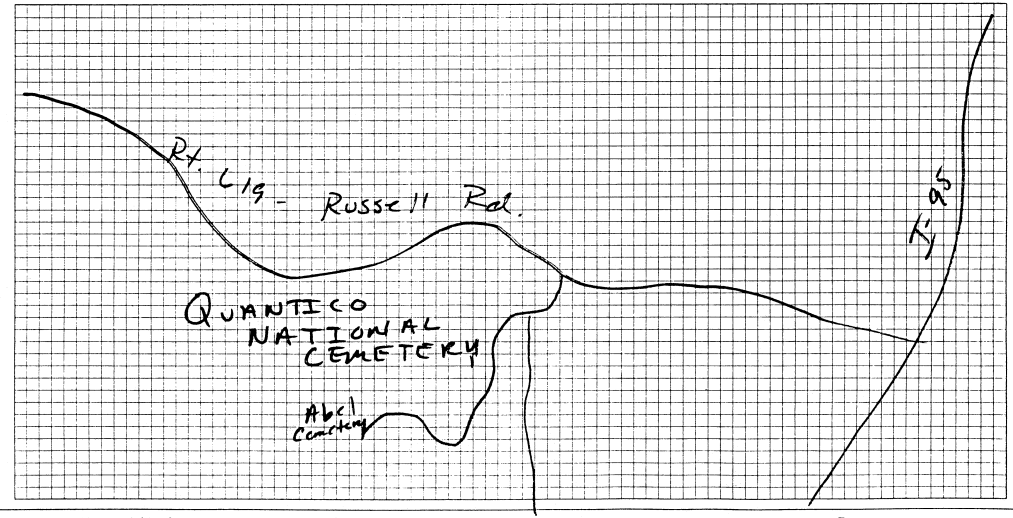 Rt. 619 - Russell Rd.
I 95
QUANTICO
NATIONAL
CEMETERY
Abel
Cemetery